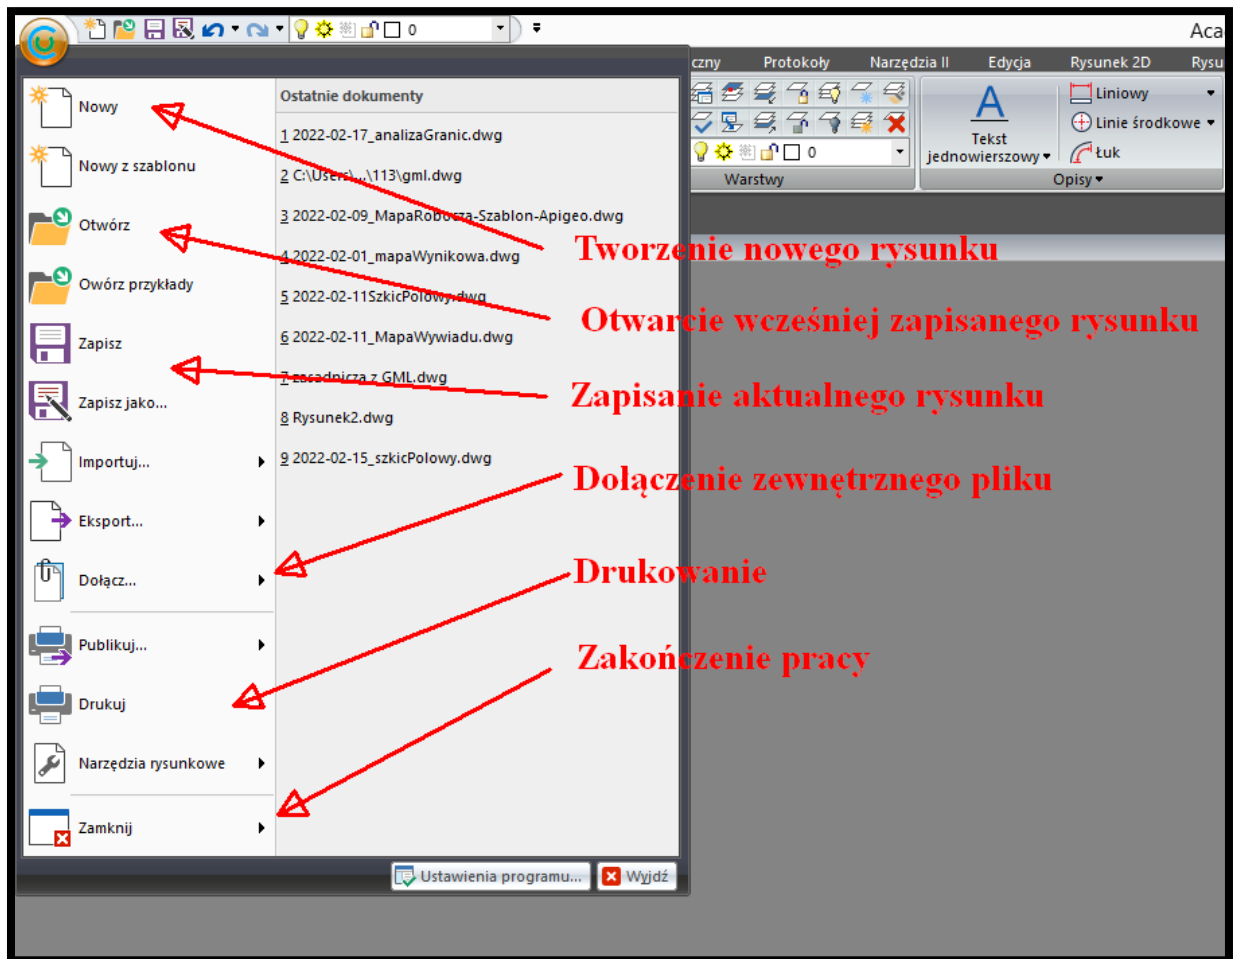 0
Aca
czny Protokoły Narzędzia II Edycja Rysunek 2D Rysu
Nowy
Nowy z szablonu
Otwórz
Owórz przykłady
Zapisz
Zapisz jako...
Importuj...
Eksport...
Dołącz...
Publikuj...
Drukuj
Narzędzia rysunkowe
Zamknij
Ostatnie dokumenty
1 2022-02-17_analizaGranic.dwg
2 C:\Users\...\113\gml.dwg
3 2022-02-09_MapaRobocza-Szablon-Apigeo.dwg
4 2022-02-01_mapaWynikowa.dwg
5 2022-02-11SzkicPolowy.dwg
6 2022-02-11_MapaWywiadu.dwg
7 zasadnicza z GML.dwg
8 Rysunek2.dwg
9 2022-02-15_szkicPolowy.dwg
0
Warstwy
A
Tekst
jednowierszowy
Liniowy
Linie środkowe
Łuk
Opisy
Tworzenie nowego rysunku
Otwarcie wcześniej zapisanego rysunku
Zapisanie aktualnego rysunku
Dołączenie zewnętrznego pliku
Drukowanie
Zakończenie pracy
Ustawienia programu...
Wyjdź